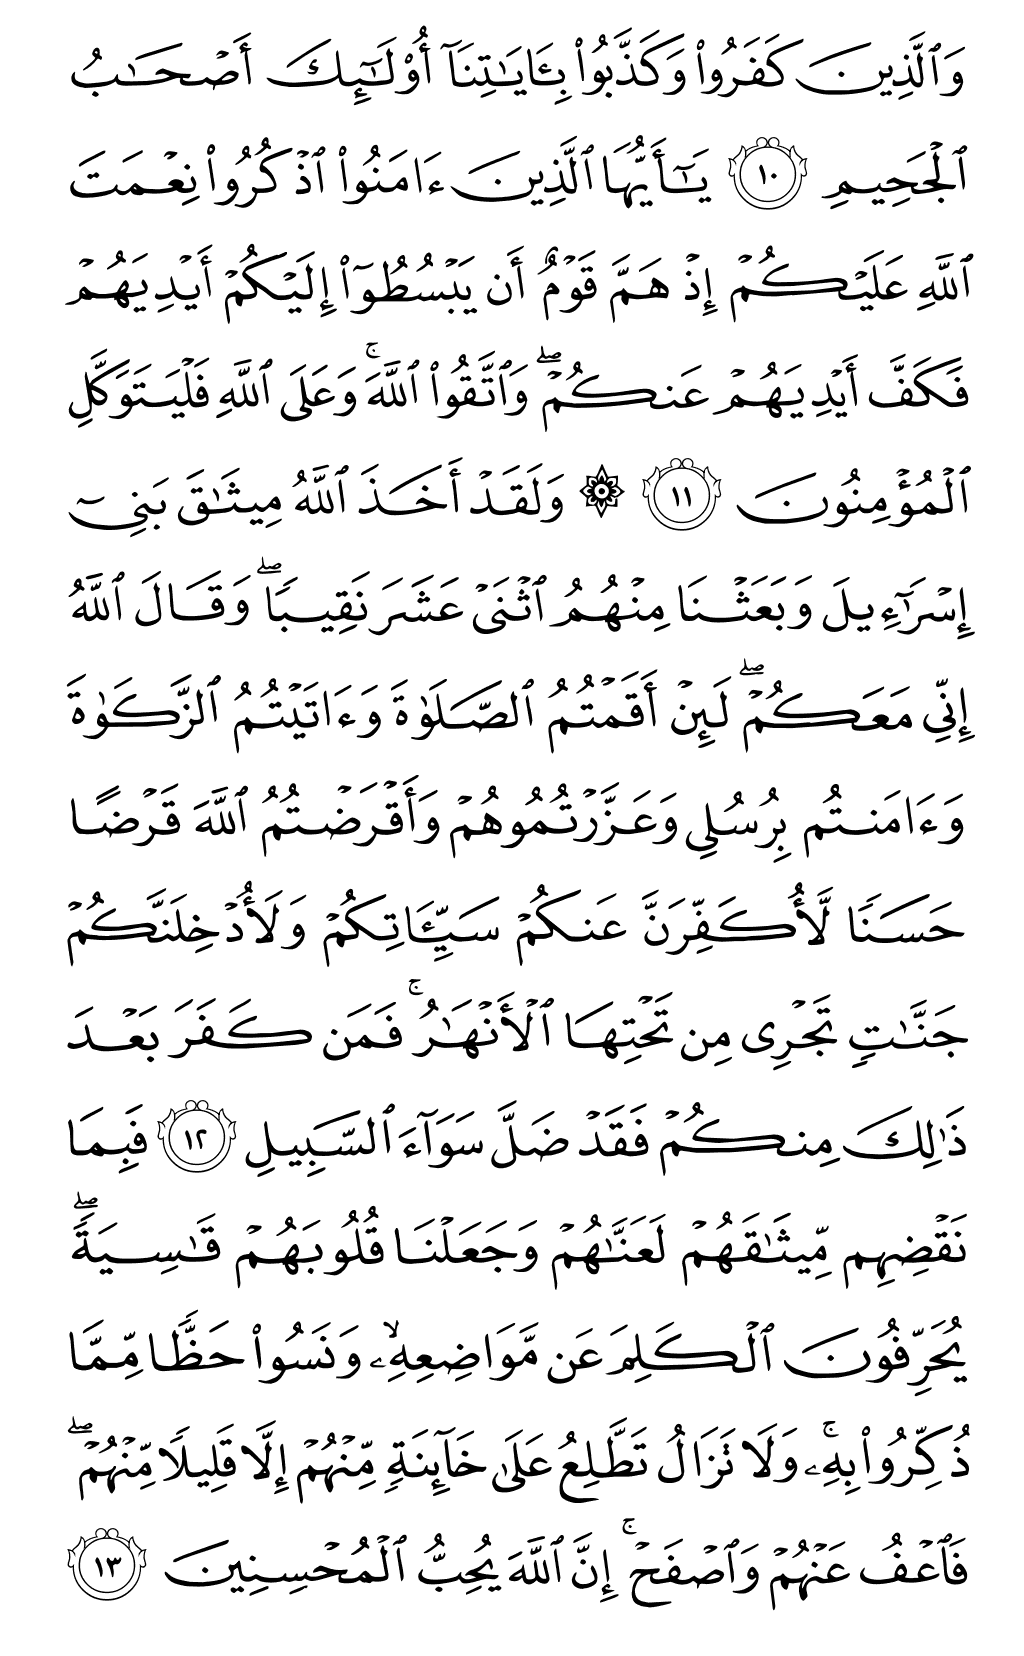 وَٱلَّذِينَ كَفَرُوا۟ وَكَذَّبُوا۟ بِـَٔايَـٰتِنَآ أُو۟لَـٰٓئِكَ أَصْحَـٰبُ
ٱلْجَحِيمِ ١٠ يَـٰٓأَيُّهَا ٱلَّذِينَ ءَامَنُوا۟ ٱذْكُرُوا۟ نِعْمَتَ
ٱللَّهِ عَلَيْكُمْ إِذْ هَمَّ قَوْمٌ أَن يَبْسُطُوٓا۟ إِلَيْكُمْ أَيْدِيَهُمْ
فَكَفَّ أَيْدِيَهُمْ عَنكُمْ ۖ وَٱتَّقُوا۟ ٱللَّهَ ۚ وَعَلَى ٱللَّهِ فَلْيَتَوَكَّلِ
ٱلْمُؤْمِنُونَ ١١ ۞ وَلَقَدْ أَخَذَ ٱللَّهُ مِيثَـٰقَ بَنِىٓ
إِسْرَٰٓءِيلَ وَبَعَثْنَا مِنْهُمُ ٱثْنَىْ عَشَرَ نَقِيبًا ۖ وَقَالَ ٱللَّهُ
إِنِّى مَعَكُمْ ۖ لَئِنْ أَقَمْتُمُ ٱلصَّلَوٰةَ وَءَاتَيْتُمُ ٱلزَّكَوٰةَ
وَءَامَنتُم بِرُسُلِى وَعَزَّرْتُمُوهُمْ وَأَقْرَضْتُمُ ٱللَّهَ قَرْضًا
حَسَنًا لَّأُكَفِّرَنَّ عَنكُمْ سَيِّـَٔاتِكُمْ وَلَأُدْخِلَنَّكُمْ
جَنَّـٰتٍ تَجْرِى مِن تَحْتِهَا ٱلْأَنْهَـٰرُ ۚ فَمَن كَفَرَ بَعْدَ
ذَٰلِكَ مِنكُمْ فَقَدْ ضَلَّ سَوَآءَ ٱلسَّبِيلِ ١٢ فَبِمَا
نَقْضِهِم مِّيثَـٰقَهُمْ لَعَنَّـٰهُمْ وَجَعَلْنَا قُلُوبَهُمْ قَـٰسِيَةً ۖ
يُحَرِّفُونَ ٱلْكَلِمَ عَن مَّوَاضِعِهِۦ ۙ وَنَسُوا۟ حَظًّا مِّمَّا
ذُكِّرُوا۟ بِهِۦ ۚ وَلَا تَزَالُ تَطَّلِعُ عَلَىٰ خَآئِنَةٍ مِّنْهُمْ إِلَّا قَلِيلًا مِّنْهُمْ ۖ
فَٱعْفُ عَنْهُمْ وَٱصْفَحْ ۚ إِنَّ ٱللَّهَ يُحِبُّ ٱلْمُحْسِنِينَ ١٣